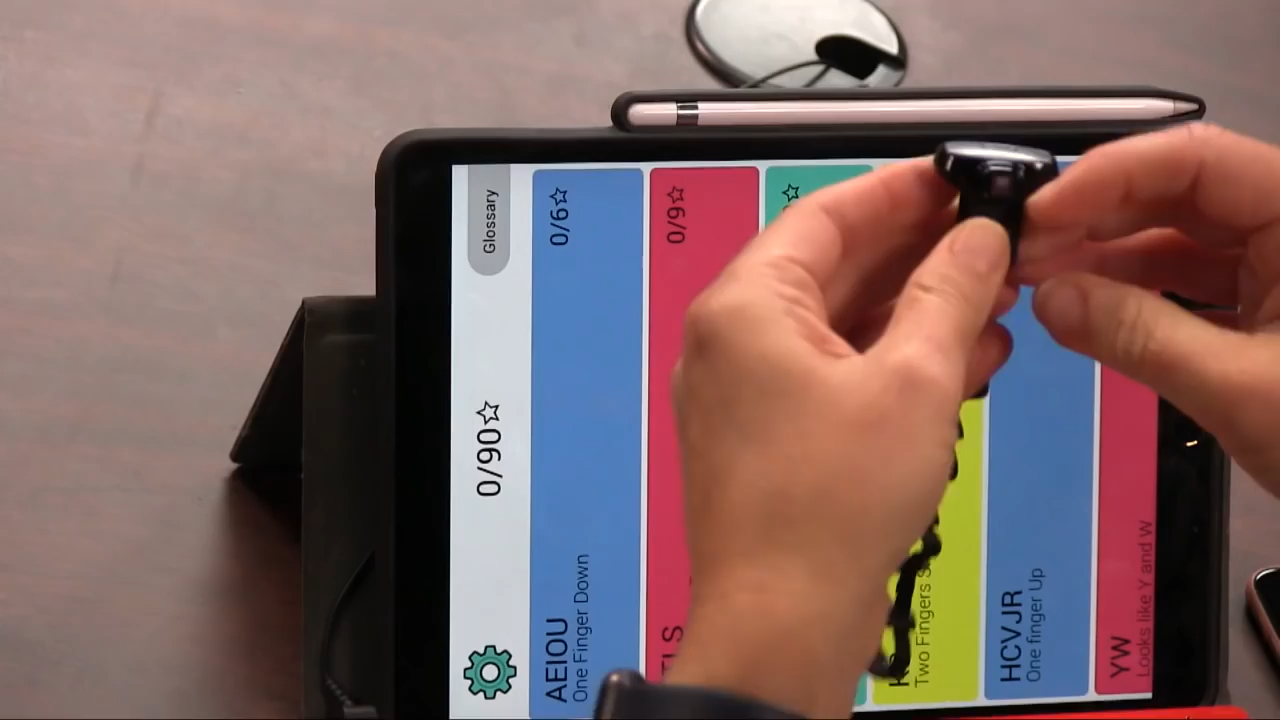 0/90☆
Glossary
AEIOU
One Finger Down
0/6☆
0/9☆
Two Fingers
HCVJR
One finger Up
YW
Looks like Y and W